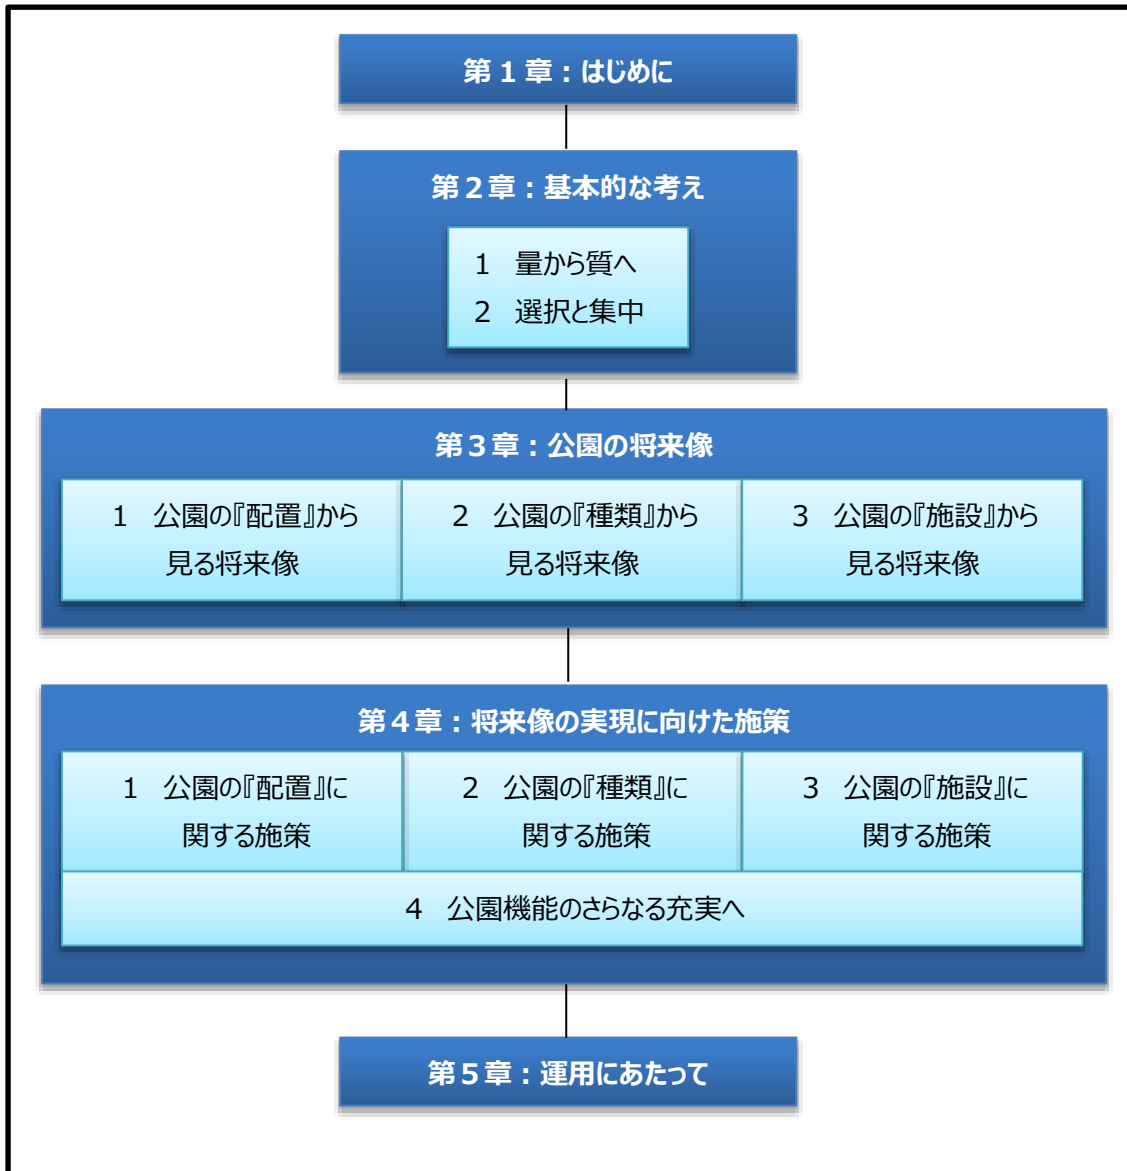 第１章：はじめに
第２章：基本的な考え
1　量から質へ
2　選択と集中
第３章：公園の将来像
1　公園の『配置』から
見る将来像
2　公園の『種類』から
見る将来像
3　公園の『施設』から
見る将来像
第４章：将来像の実現に向けた施策
1　公園の『配置』に
関する施策
2　公園の『種類』に
関する施策
3　公園の『施設』に
関する施策
4　公園機能のさらなる充実へ
第５章：運用にあたって